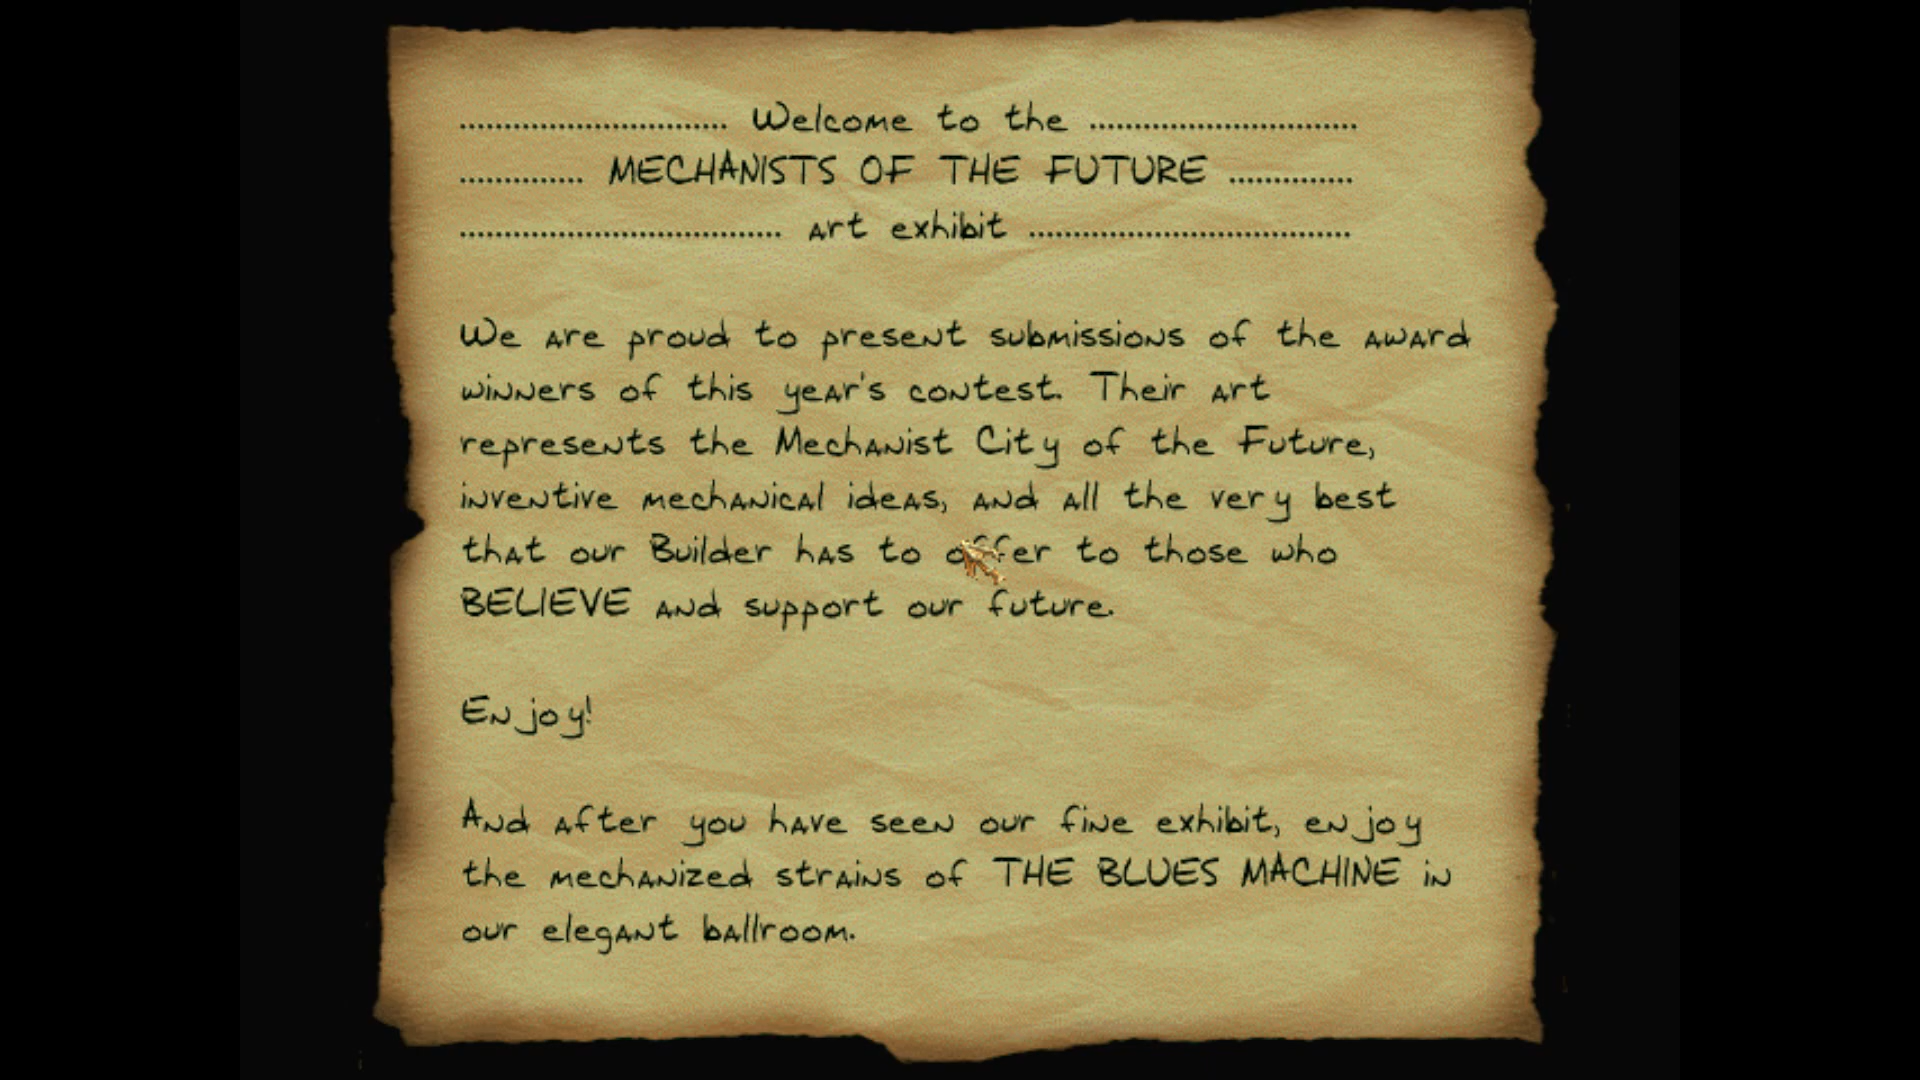 ............................. Welcome to the .............................
.............. MECHANISTS OF THE FUTURE ..............
................................... art exhibit ...................................
We are proud to present submissions of the award
winners of this year's contest. Their art
represents the Mechanist City of the Future,
inventive mechanical ideas, and all the very best
that our Builder has to offer to those who
BELIEVE and support our future.
Enjoy!
And after you have seen our fine exhibit, enjoy
the mechanized strains of THE BLUES MACHINE in
our elegant ballroom.